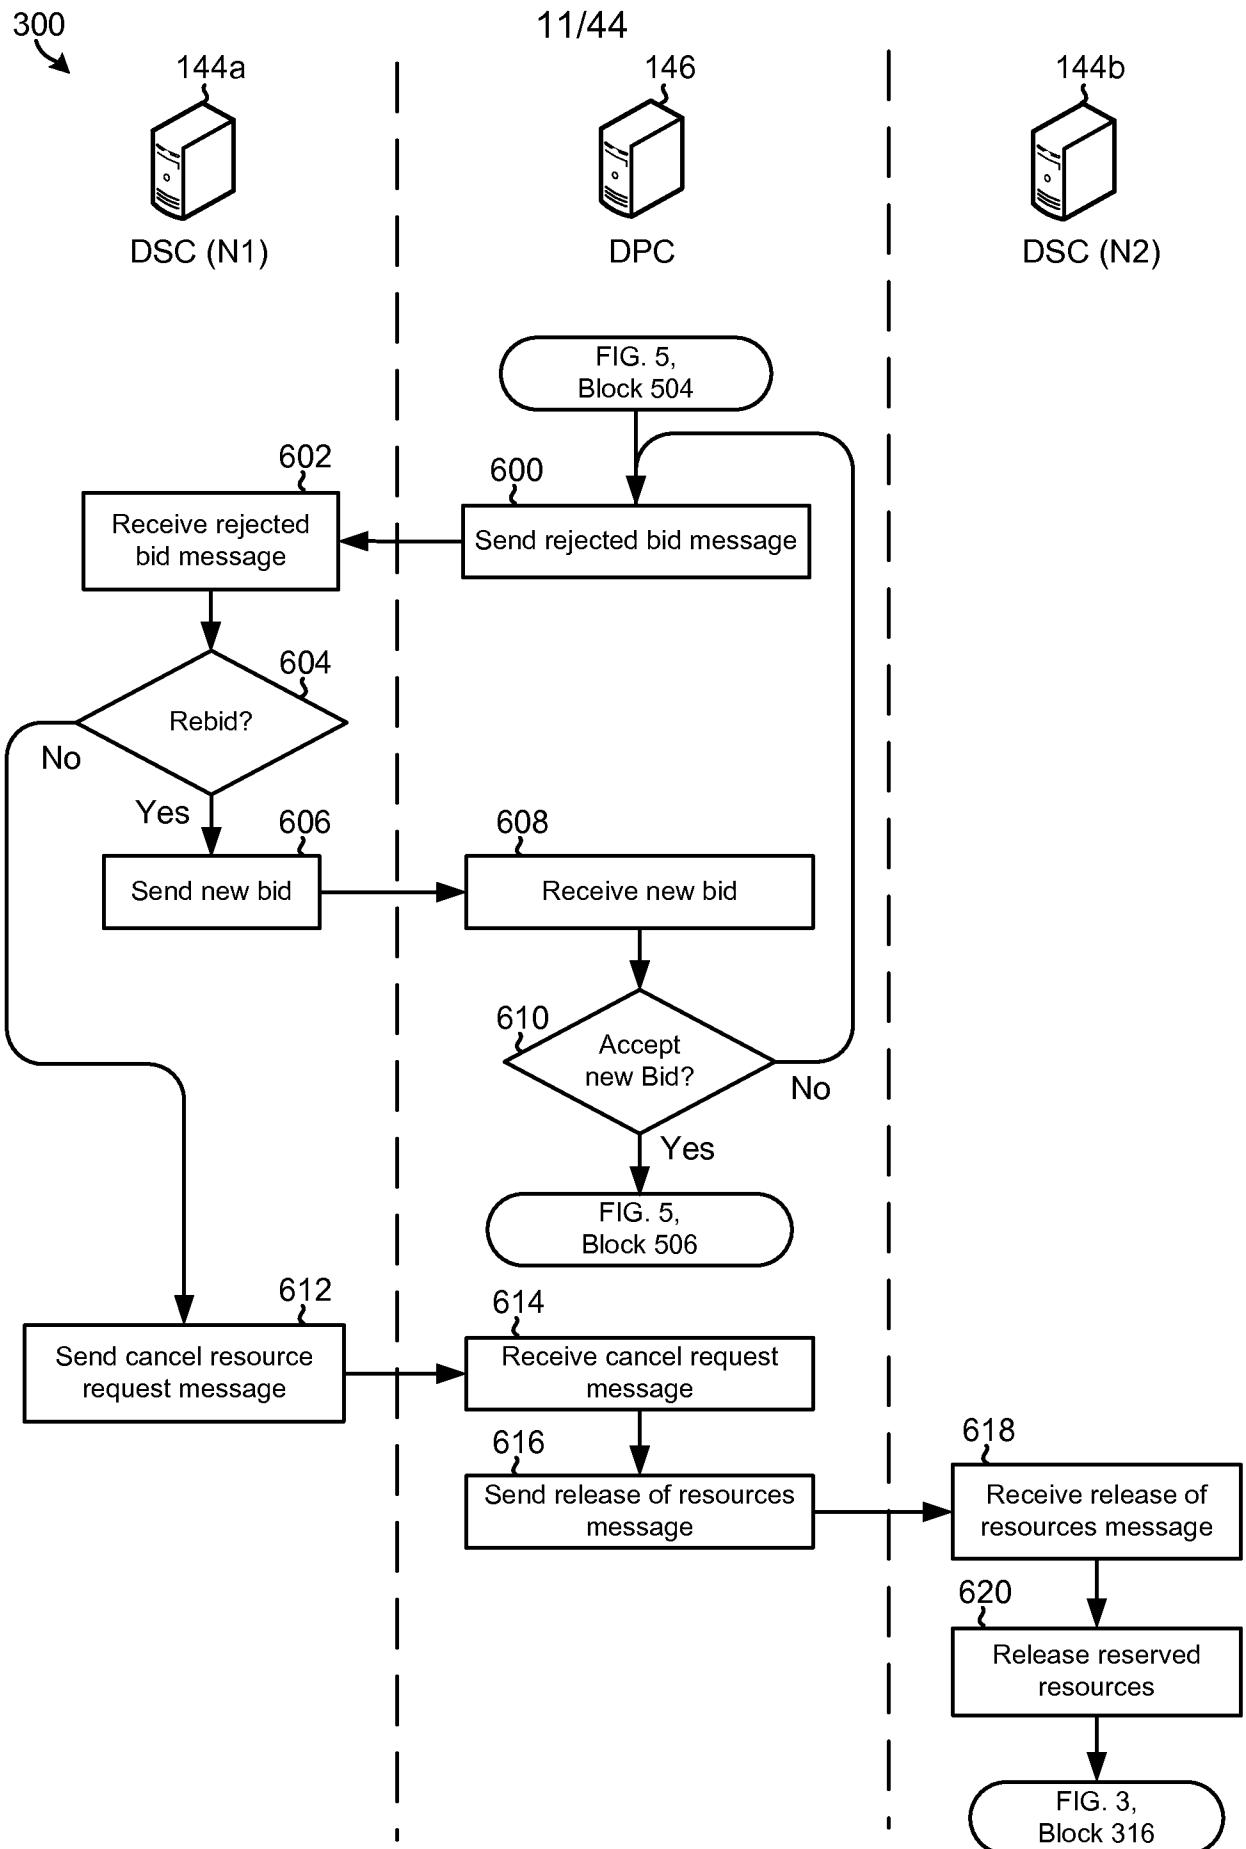 300
11/44
144a
146
144b
DSC (N1)
DPC
DSC (N2)
FIG. 5,
Block 504
602
600
Receive rejected
bid message
Send rejected bid message
604
Rebid?
No
Yes
606
608
Send new bid
Receive new bid
610
Accept
new Bid?
No
Yes
FIG. 5,
Block 506
612
614
Send cancel resource
request message
Receive cancel request
message
616
618
Send release of resources
message
Receive release of
resources message
620
Release reserved
resources
FIG. 3,
Block 316